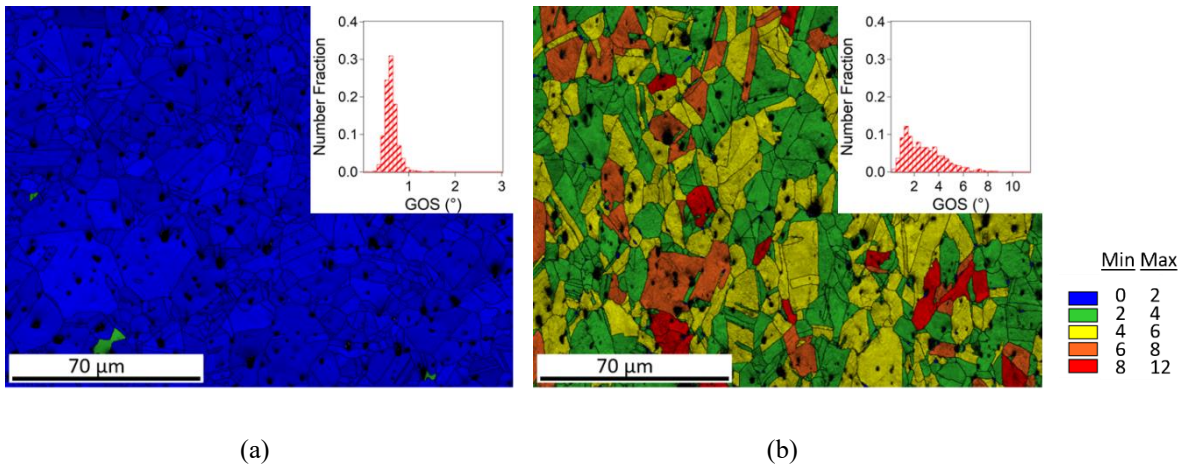 0.4
0.3
0.2
0.1
0.0
Number Fraction
1 2 3
GOS (°)
70 µm
(a)
0.4
0.3
0.2
0.1
0.0
Number Fraction
2 4 6 8 10
GOS (°)
70 µm
(b)
Min Max
0 2
2 4
4 6
6 8
8 12